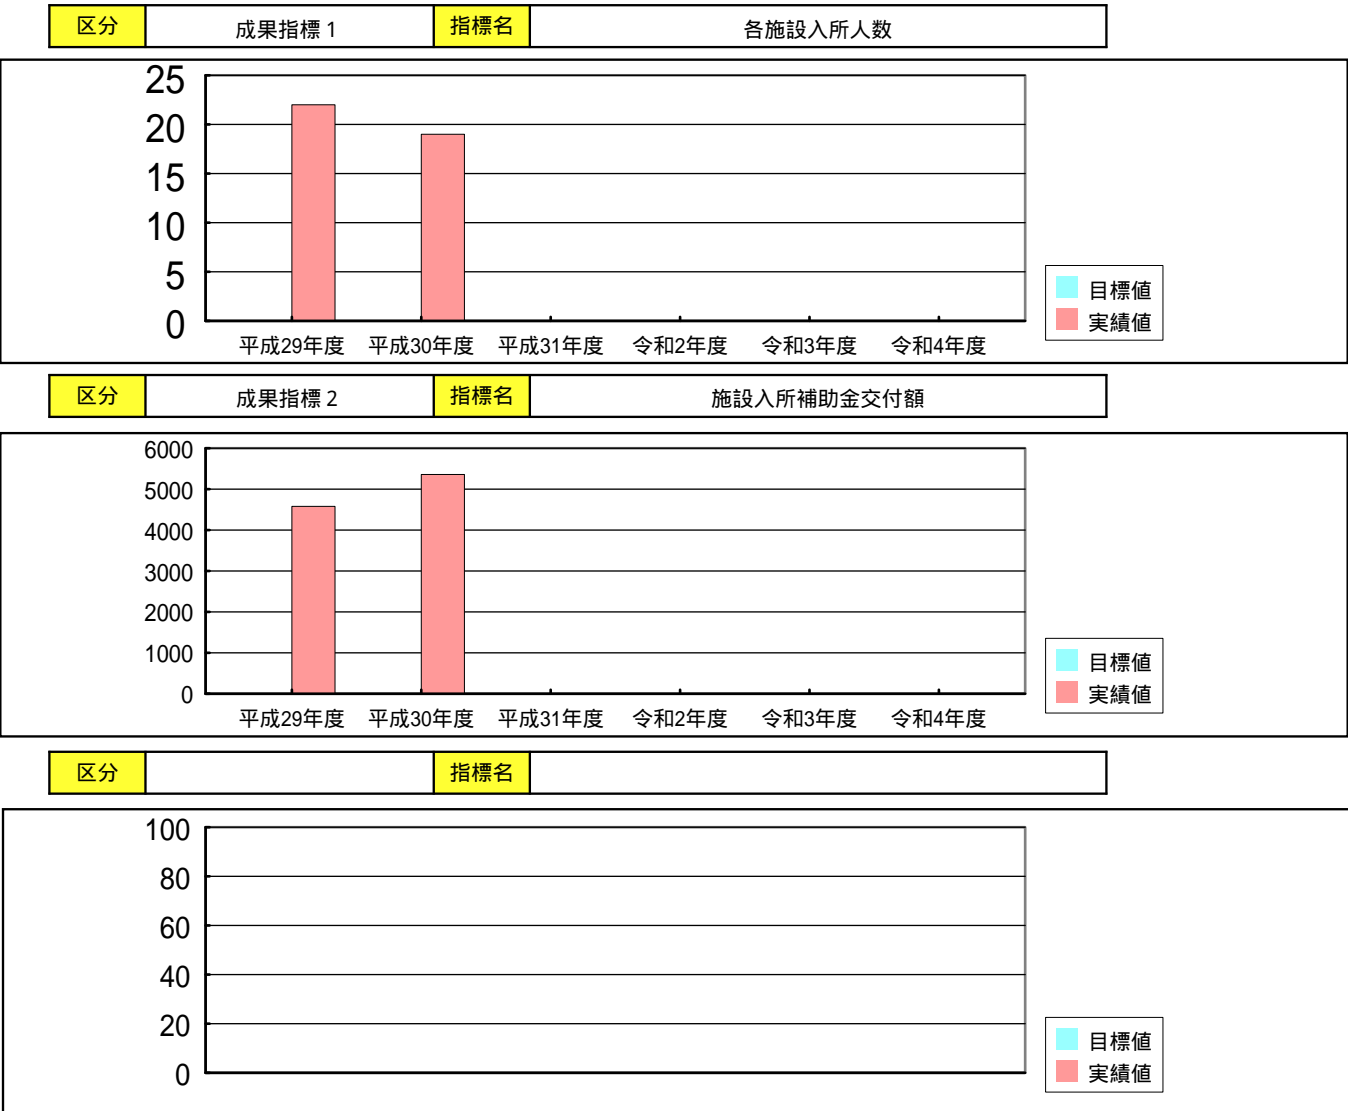 区分 成果指標1 指標名 各施設入所人数
25
20
15
10
5
0
平成29年度 平成30年度 平成31年度 令和2年度 令和3年度 令和4年度
目標値
実績値
区分 成果指標2 指標名 施設入所補助金交付額
6000
5000
4000
3000
2000
1000
0
平成29年度 平成30年度 平成31年度 令和2年度 令和3年度 令和4年度
目標値
実績値
区分 指標名
100
80
60
40
20
0
目標値
実績値